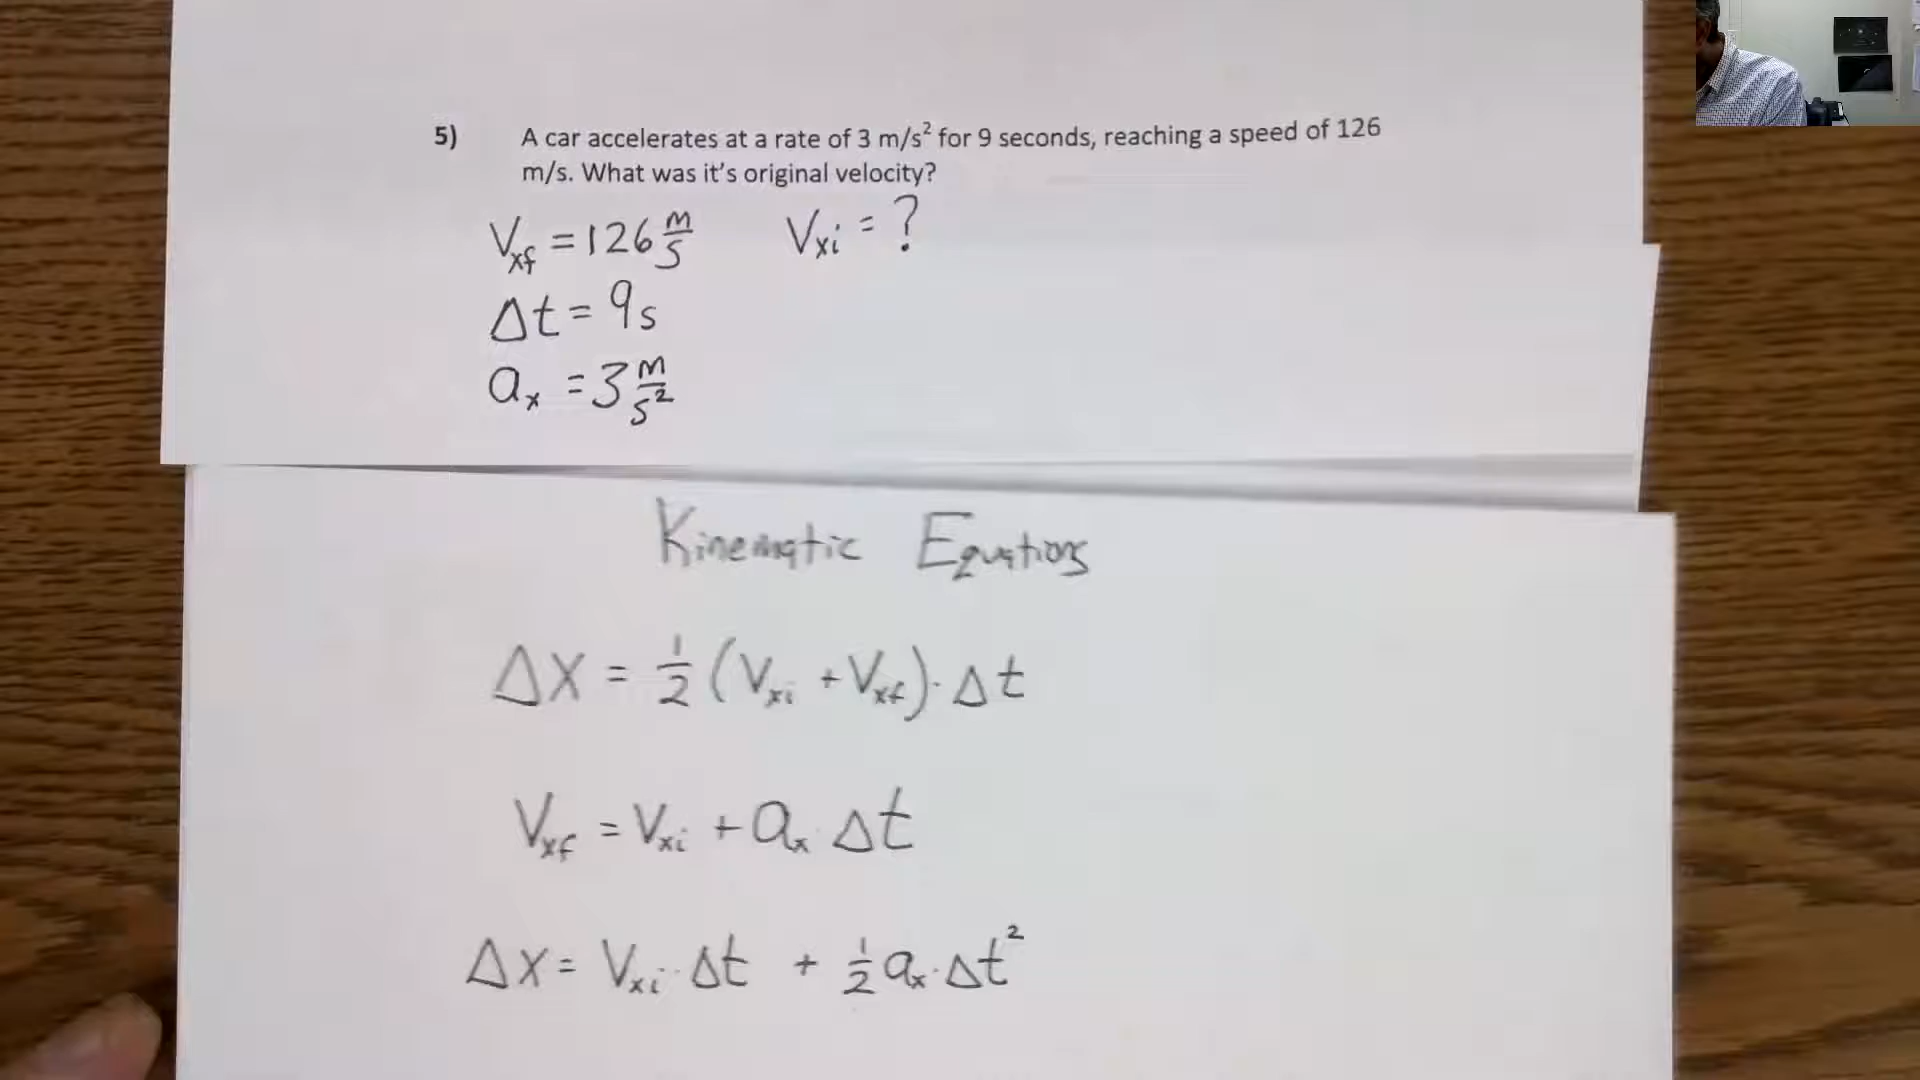 5) A car accelerates at a rate of 3 m/s² for 9 seconds, reaching a speed of 126
m/s. What was it's original velocity?
Vxf = 126 m/s Vxi = ?
Δt = 9s
ax = 3 m/s²
Kinematic Equations
Δx = 1/2 (Vxi + Vxf) · Δt
Vxf = Vxi + ax · Δt
Δx = Vxi · Δt + 1/2 ax · Δt²